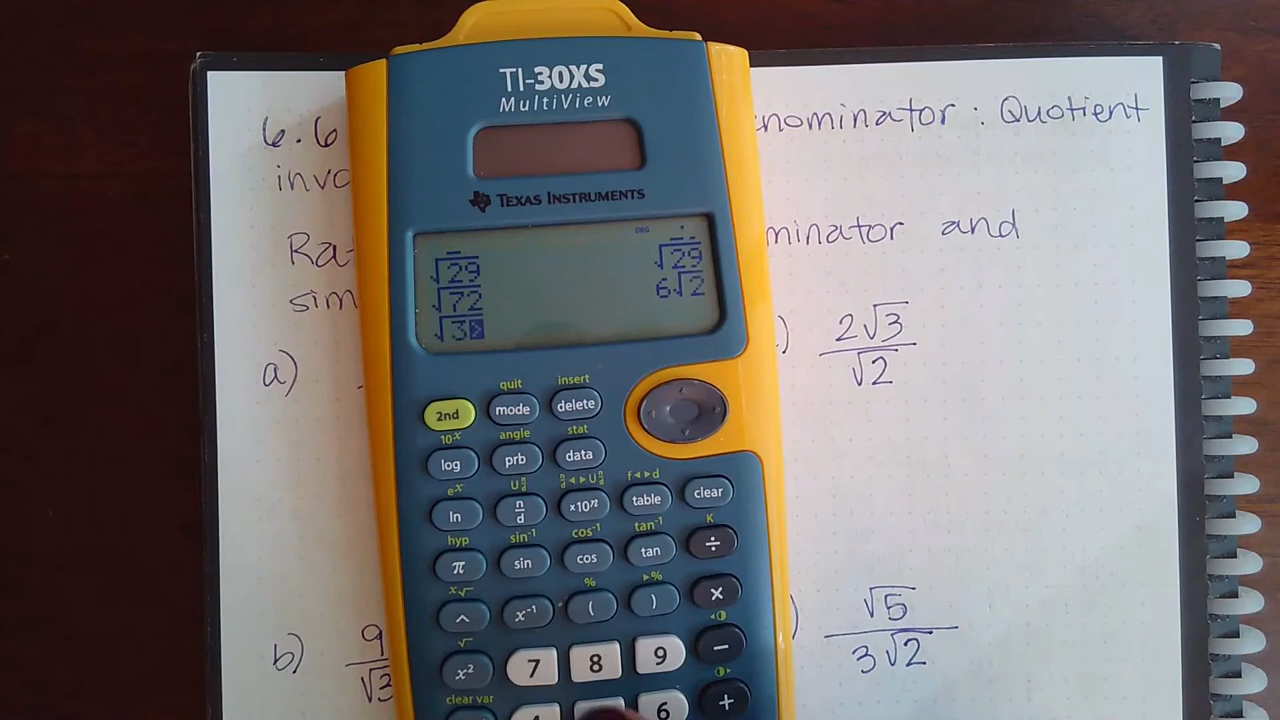 TI-30XS
MultiView
TEXAS INSTRUMENTS
DEG
√29 √29
√72 6√2
√3
6.6 nominator : Quotient
invo
Ra minator and
sim
a)
) 2√3
√2
b) 9
√3
) √5
3√2
quit insert
2nd mode delete
10ˣ angle stat
log prb data
eˣ U n/d n/d ◄► U n/d f◄►d
ln n/d ×10ⁿ table clear
hyp sin⁻¹ cos⁻¹ tan⁻¹ K
π sin cos tan ÷
ˣ√ % ►%
^ x⁻¹ ( ) ×
√
x² 7 8 9 −
clear var
6 +